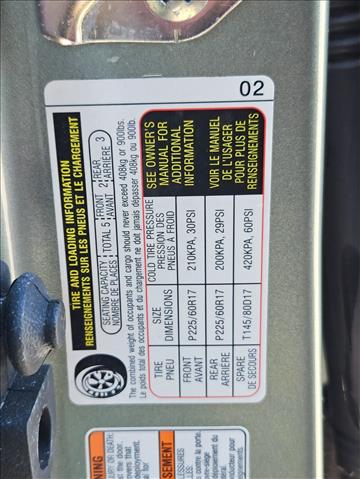 02
TIRE AND LOADING INFORMATION
RENSEIGNEMENTS SUR LES PNEUS ET LE CHARGEMENT
SEATING CAPACITY TOTAL 5 FRONT 2 REAR 3
NOMBRE DE PLACES AVANT ARRIÈRE
The combined weight of occupants and cargo should never exceed 408kg or 900lbs.
Le poids total des occupants et du chargement ne doit jamais dépasser 408kg ou 900lb.
TIRE SIZE COLD TIRE PRESSURE
PNEU DIMENSIONS PRESSION DES PNEUS A FROID
FRONT AVANT P225/60R17 210KPA, 30PSI
REAR ARRIÈRE P225/60R17 200KPA, 29PSI
SPARE DE SECOURS T145/80D17 420KPA, 60PSI
SEE OWNER'S
MANUAL FOR
ADDITIONAL
INFORMATION
VOIR LE MANUEL
DE L'USAGER
POUR PLUS DE
RENSEIGNEMENTS